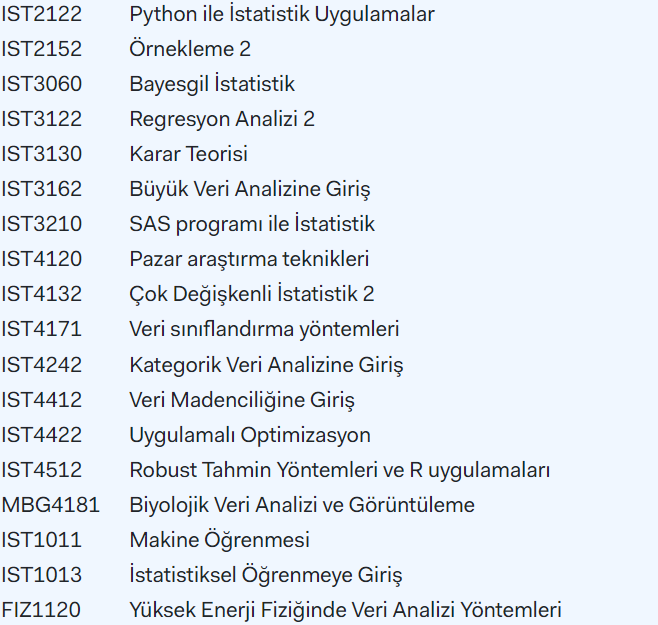 IST2122 Python ile İstatistik Uygulamalar
IST2152 Örnekleme 2
IST3060 Bayesgil İstatistik
IST3122 Regresyon Analizi 2
IST3130 Karar Teorisi
IST3162 Büyük Veri Analizine Giriş
IST3210 SAS programı ile İstatistik
IST4120 Pazar araştırma teknikleri
IST4132 Çok Değişkenli İstatistik 2
IST4171 Veri sınıflandırma yöntemleri
IST4242 Kategorik Veri Analizine Giriş
IST4412 Veri Madenciliğine Giriş
IST4422 Uygulamalı Optimizasyon
IST4512 Robust Tahmin Yöntemleri ve R uygulamaları
MBG4181 Biyolojik Veri Analizi ve Görüntüleme
IST1011 Makine Öğrenmesi
IST1013 İstatistiksel Öğrenmeye Giriş
FIZ1120 Yüksek Enerji Fiziğinde Veri Analizi Yöntemleri